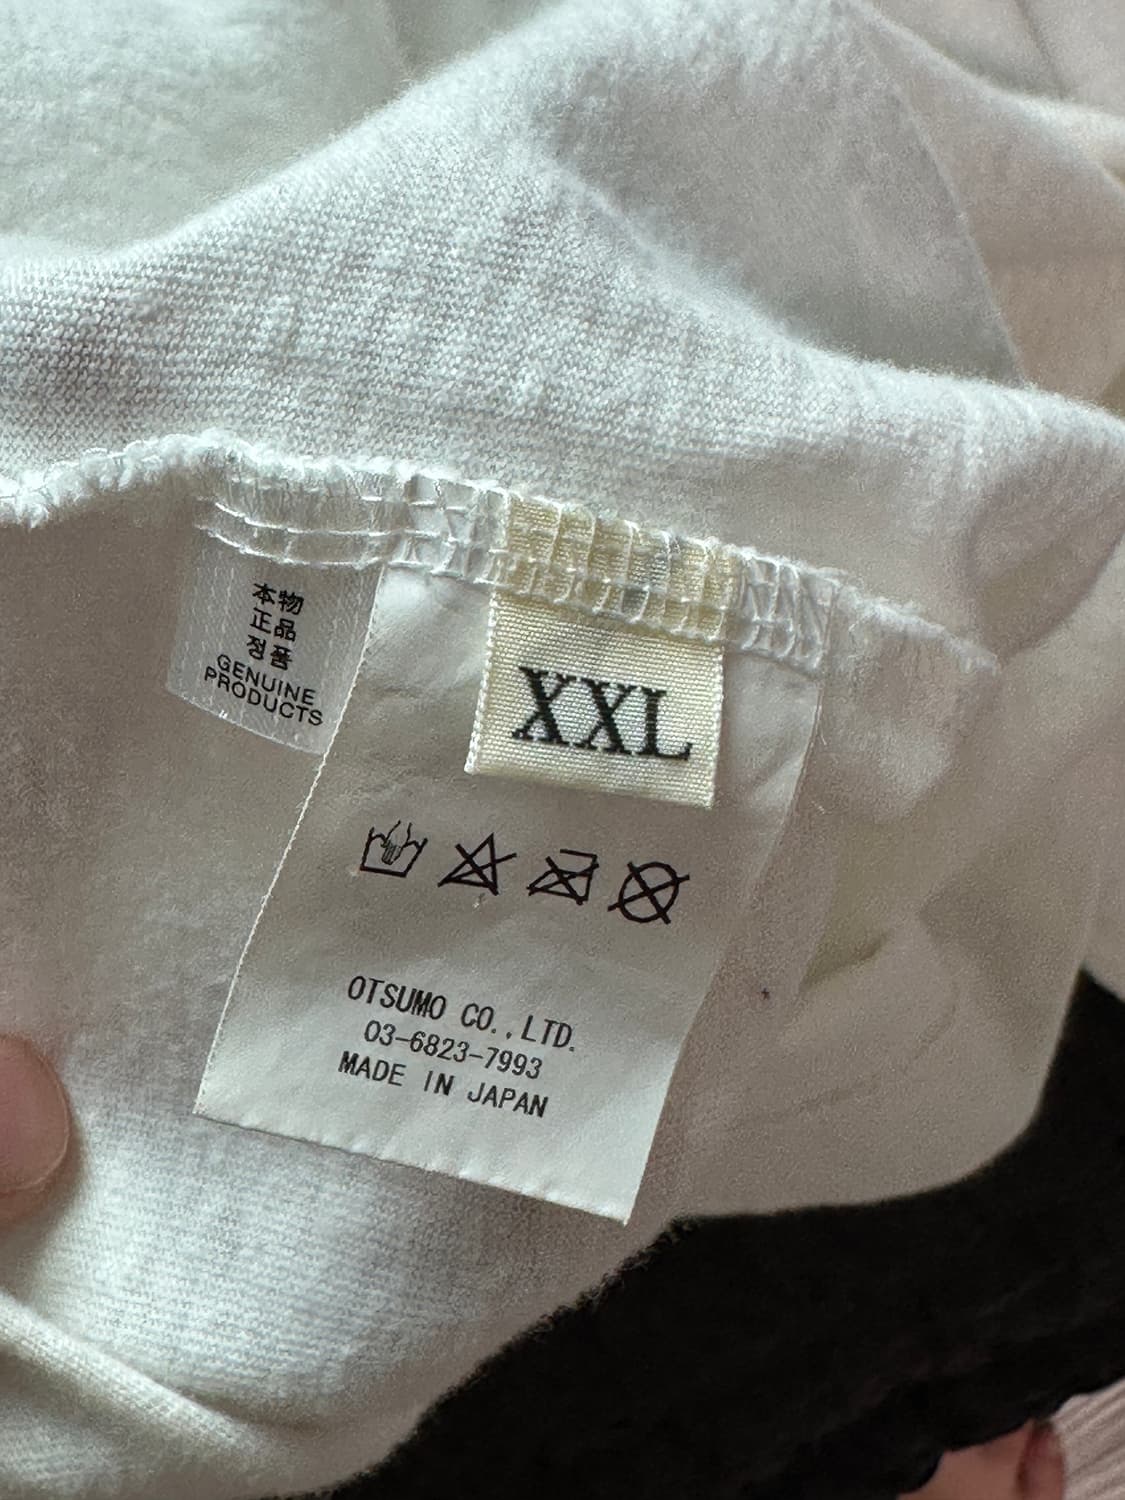 本物
正品
정품
GENUINE
PRODUCTS
XXL
OTSUMO CO.,LTD.
03-6823-7993
MADE IN JAPAN